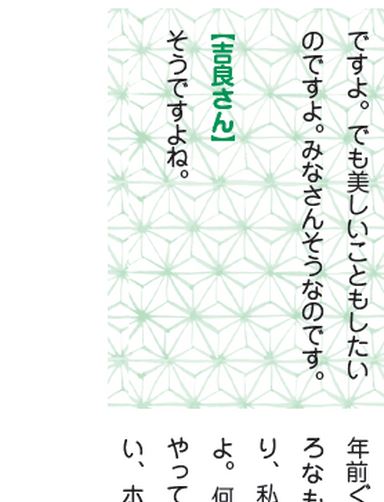 ですよ。でも美しいこともしたい
のですよ。みなさんそうなのです。
【吉良さん】
そうですよね。
年前ぐ
ろなも
り、私
よ。何
やって
い、ホ